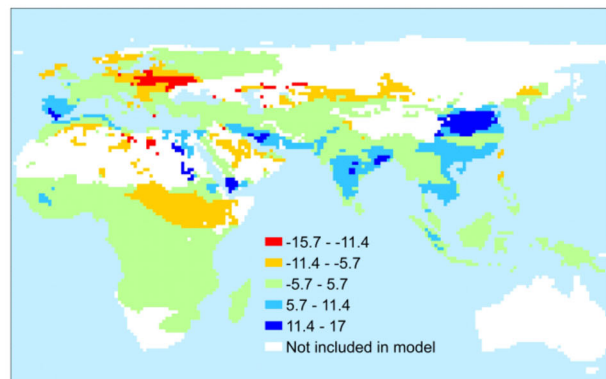 -15.7 - -11.4
-11.4 - -5.7
-5.7 - 5.7
5.7 - 11.4
11.4 - 17
Not included in model